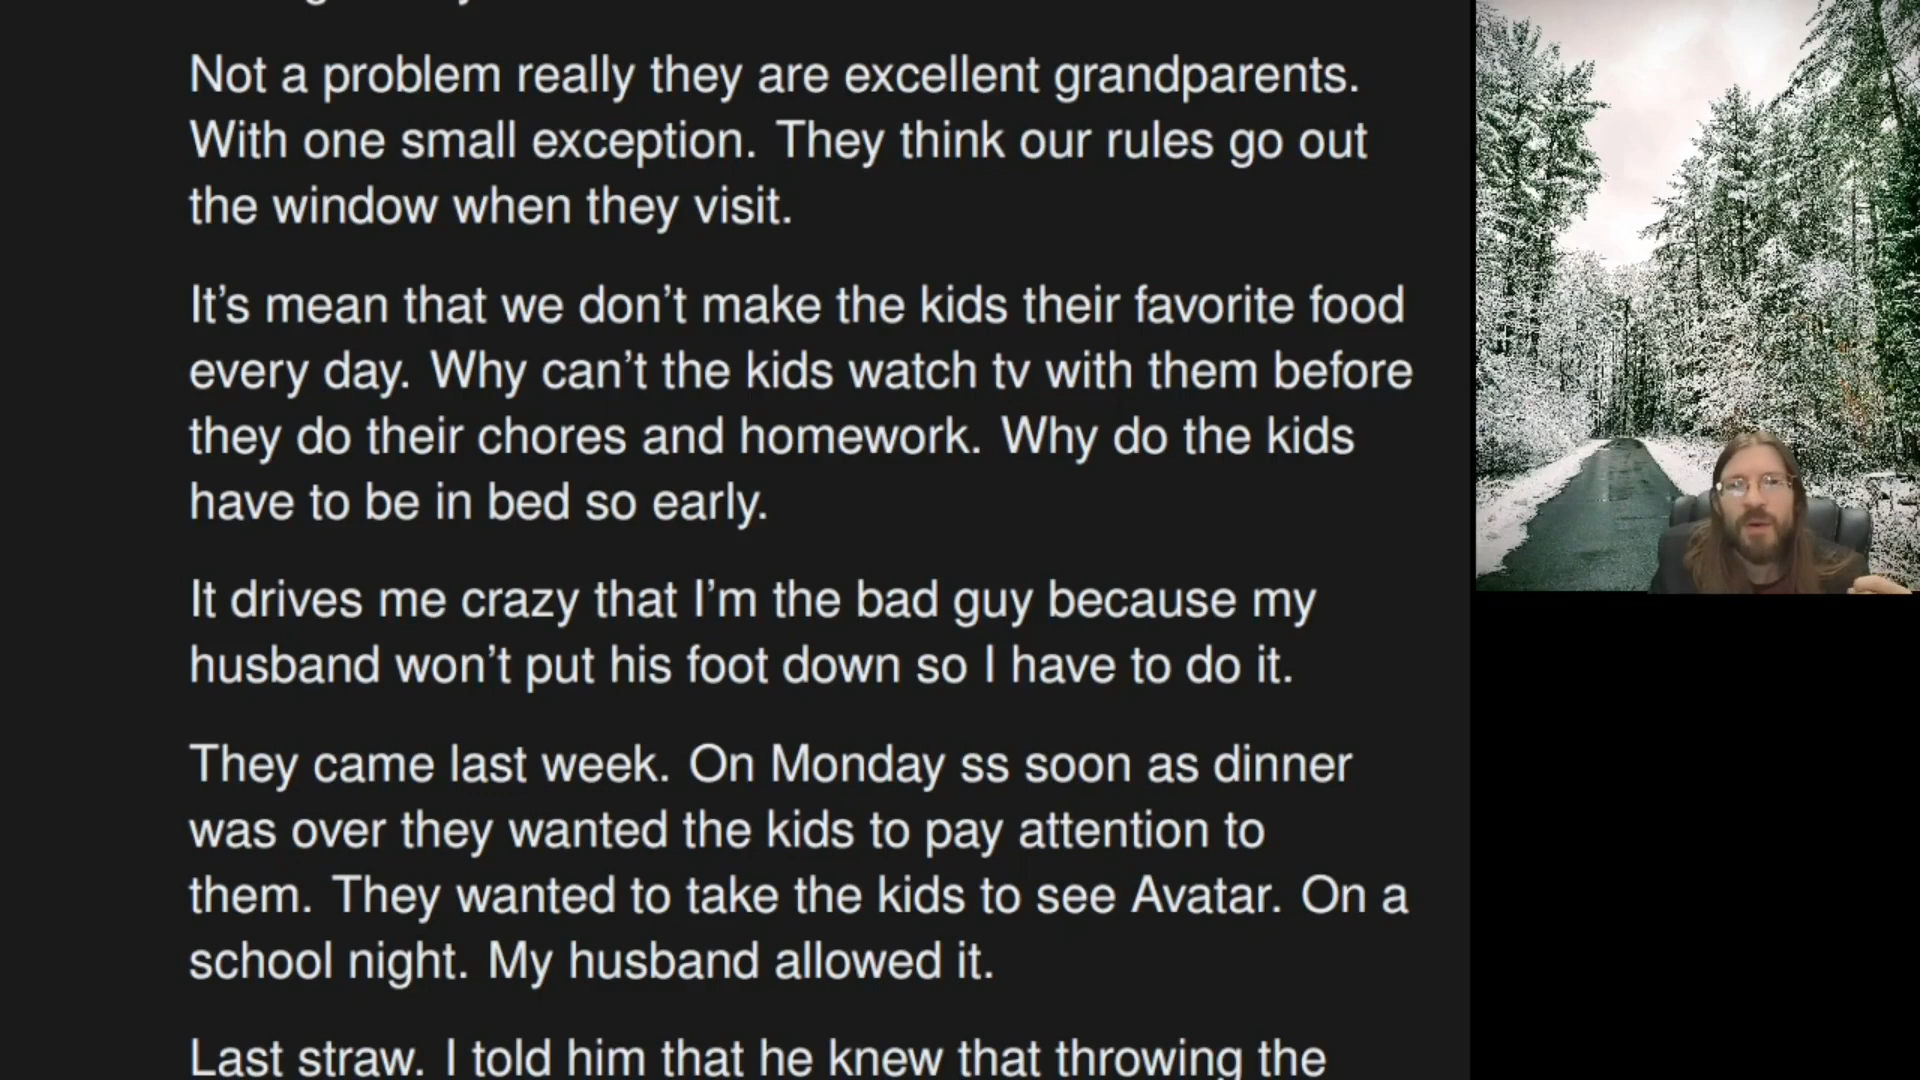 Not a problem really they are excellent grandparents.
With one small exception. They think our rules go out
the window when they visit.
It's mean that we don't make the kids their favorite food
every day. Why can't the kids watch tv with them before
they do their chores and homework. Why do the kids
have to be in bed so early.
It drives me crazy that I'm the bad guy because my
husband won't put his foot down so I have to do it.
They came last week. On Monday ss soon as dinner
was over they wanted the kids to pay attention to
them. They wanted to take the kids to see Avatar. On a
school night. My husband allowed it.
Last straw. I told him that he knew that throwing the